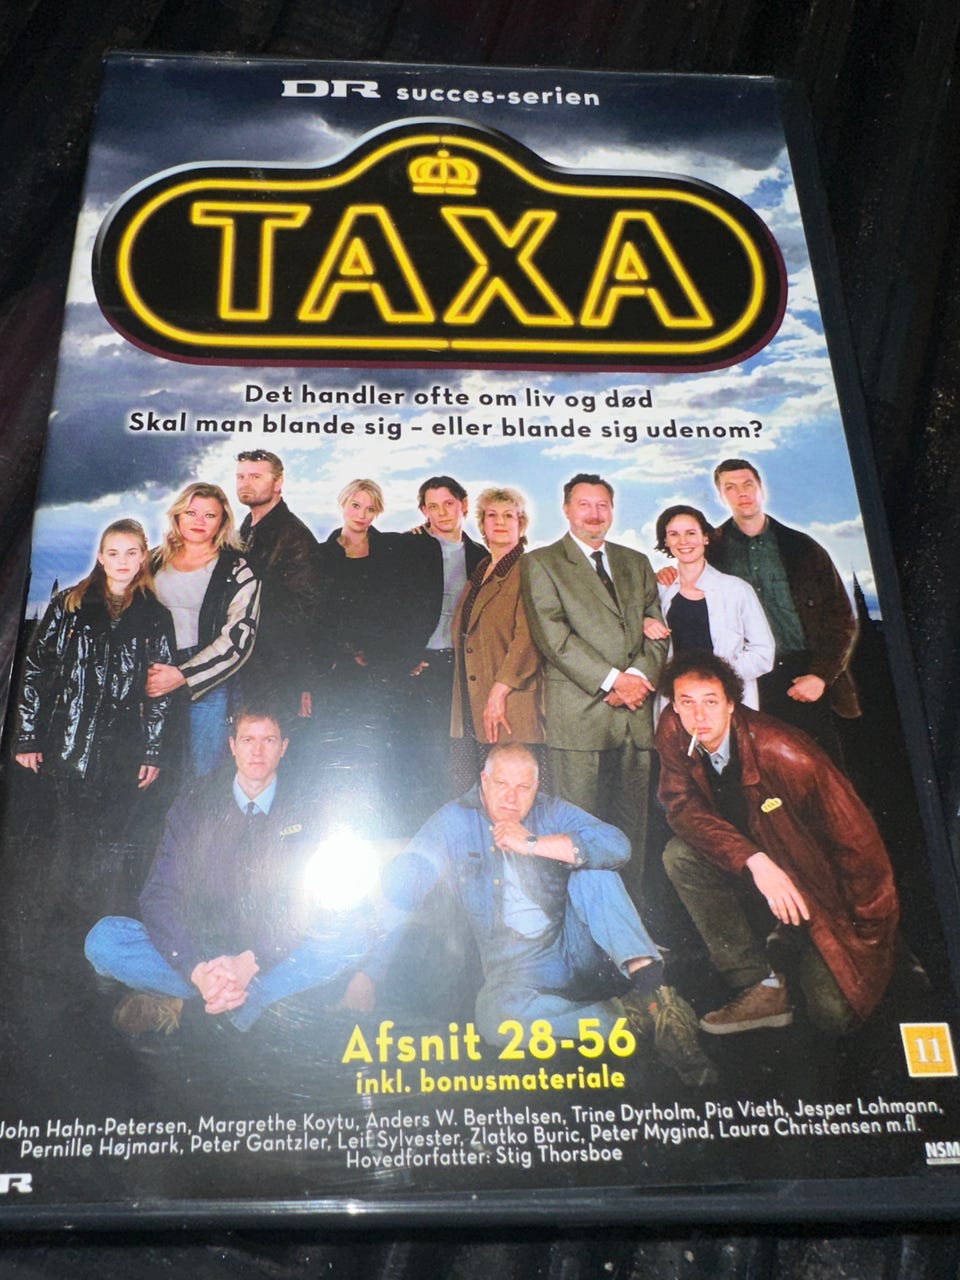 DR succes-serien
TAXA
Det handler ofte om liv og død
Skal man blande sig – eller blande sig udenom?
TAXA
TAXA
Afsnit 28-56
inkl. bonusmateriale
11
John Hahn-Petersen, Margrethe Koytu, Anders W. Berthelsen, Trine Dyrholm, Pia Vieth, Jesper Lohmann,
Pernille Højmark, Peter Gantzler, Leif Sylvester, Zlatko Buric, Peter Mygind, Laura Christensen m.fl.
Hovedforfatter: Stig Thorsboe
NSM